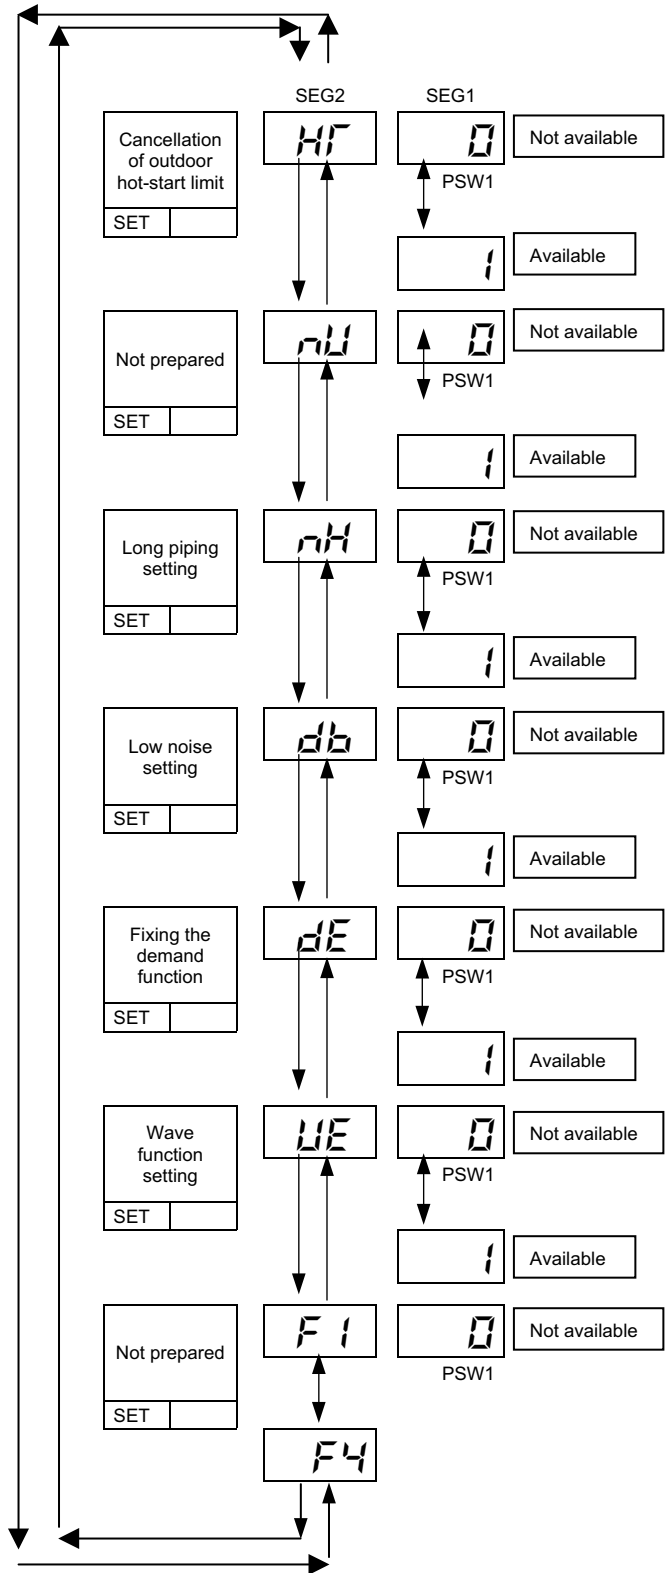 SEG2 SEG1
Cancellation
of outdoor
hot-start limit
SET
HT
0
Not available
PSW1
1
Available
Not prepared
SET
nU
0
Not available
PSW1
1
Available
Long piping
setting
SET
nH
0
Not available
PSW1
1
Available
Low noise
setting
SET
db
0
Not available
PSW1
1
Available
Fixing the
demand
function
SET
dE
0
Not available
PSW1
1
Available
Wave
function
setting
SET
UE
0
Not available
PSW1
1
Available
Not prepared
SET
F1
0
Not available
PSW1
F4